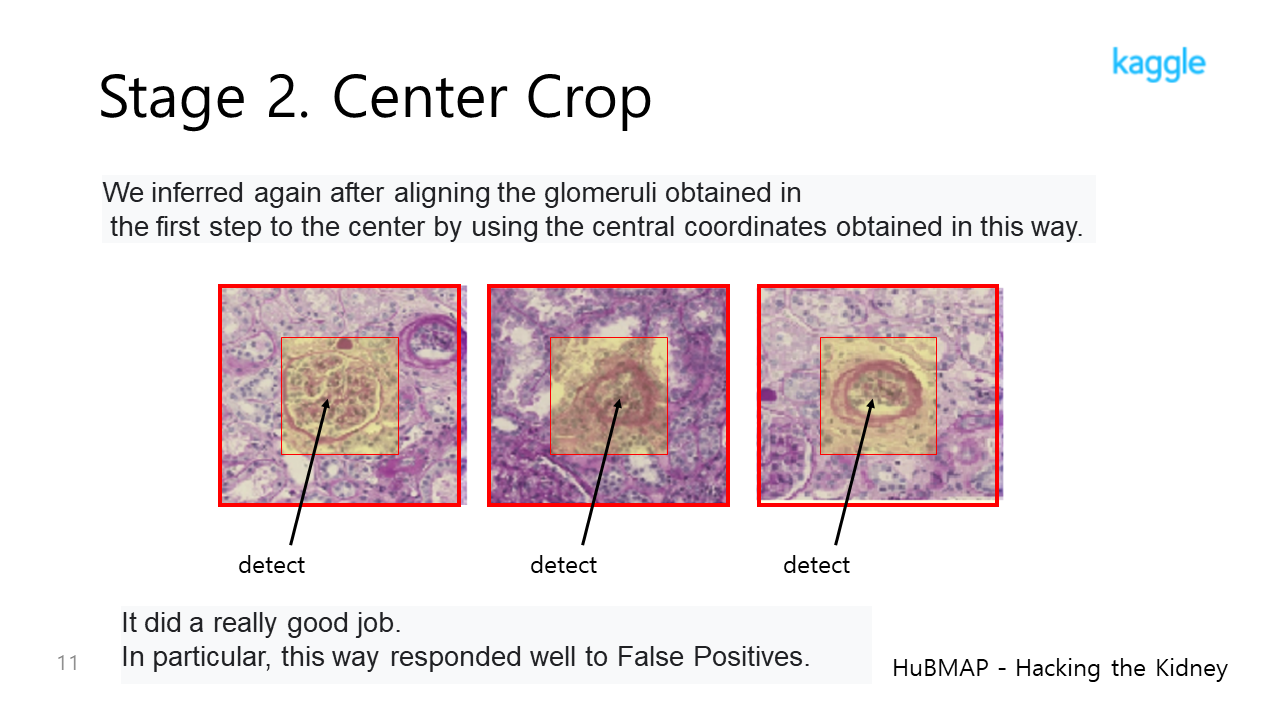 kaggle
Stage 2. Center Crop
We inferred again after aligning the glomeruli obtained in
the first step to the center by using the central coordinates obtained in this way.
detect
detect
detect
It did a really good job.
In particular, this way responded well to False Positives.
11
HuBMAP - Hacking the Kidney